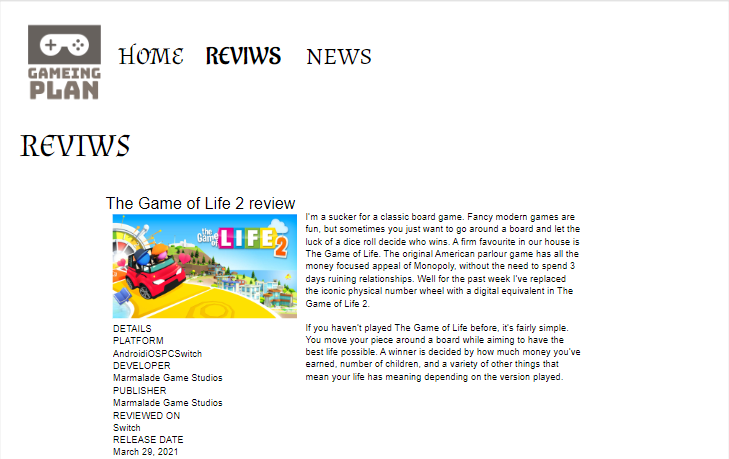 GAMEING
PLAN
HOME REVIWS NEWS
REVIWS
The Game of Life 2 review
the
Game
of
LIFE
2
DETAILS
PLATFORM
AndroidiOSPCSwitch
DEVELOPER
Marmalade Game Studios
PUBLISHER
Marmalade Game Studios
REVIEWED ON
Switch
RELEASE DATE
March 29, 2021
I'm a sucker for a classic board game. Fancy modern games are
fun, but sometimes you just want to go around a board and let the
luck of a dice roll decide who wins. A firm favourite in our house is
The Game of Life. The original American parlour game has all the
money focused appeal of Monopoly, without the need to spend 3
days ruining relationships. Well for the past week I've replaced
the iconic physical number wheel with a digital equivalent in The
Game of Life 2.
If you haven't played The Game of Life before, it's fairly simple.
You move your piece around a board while aiming to have the
best life possible. A winner is decided by how much money you've
earned, number of children, and a variety of other things that
mean your life has meaning depending on the version played.